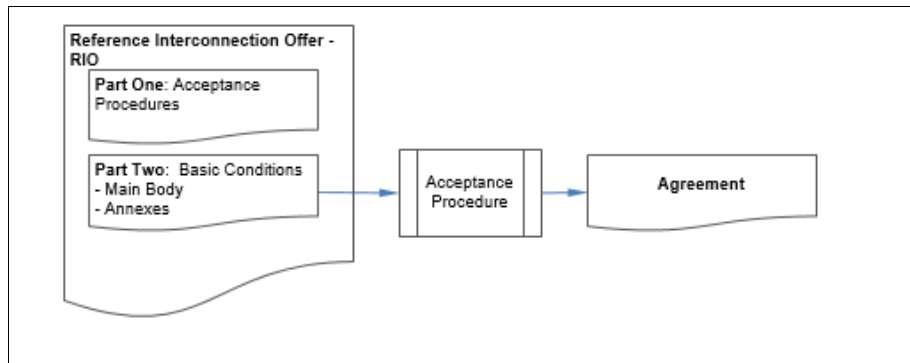 Reference Interconnection Offer -
RIO
Part One: Acceptance
Procedures
Part Two:  Basic Conditions
- Main Body
- Annexes
Acceptance
Procedure
Agreement